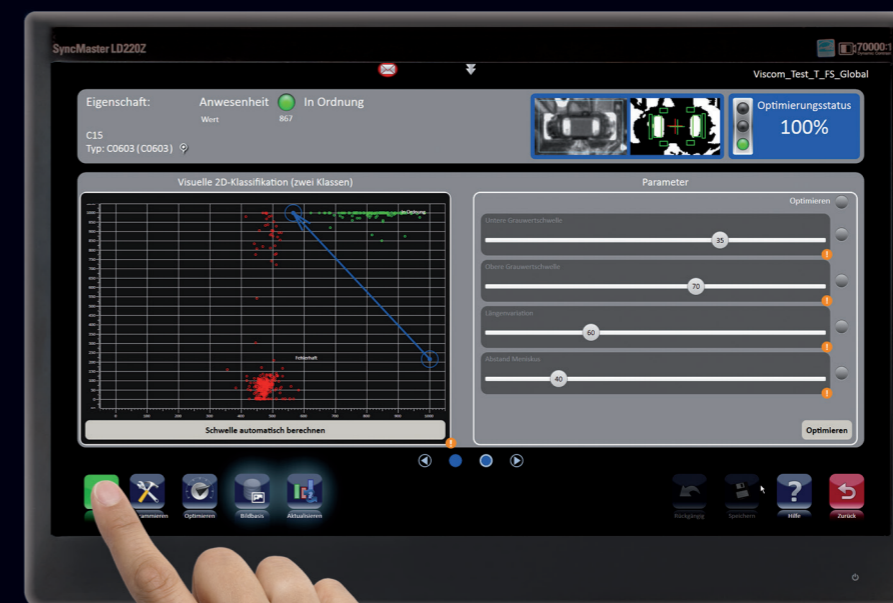 SyncMaster LD220Z
70000:1
Viscom_Test_T_FS_Global
Eigenschaft:
Anwesenheit
In Ordnung
Wert
867
C15
Typ: C0603 (C0603)
Optimierungsstatus
100%
Visuelle 2D-Klassifikation (zwei Klassen)
Fehlerhaft
Schwelle automatisch berechnen
Parameter
Optimieren
Untere Grauwertschwelle
35
Obere Grauwertschwelle
70
Längenvariation
60
Abstand Meniskus
40
Optimieren
Optimieren
Bildbasis
Aktualisieren
Rückgängig
Speichern
Hilfe
Zurück